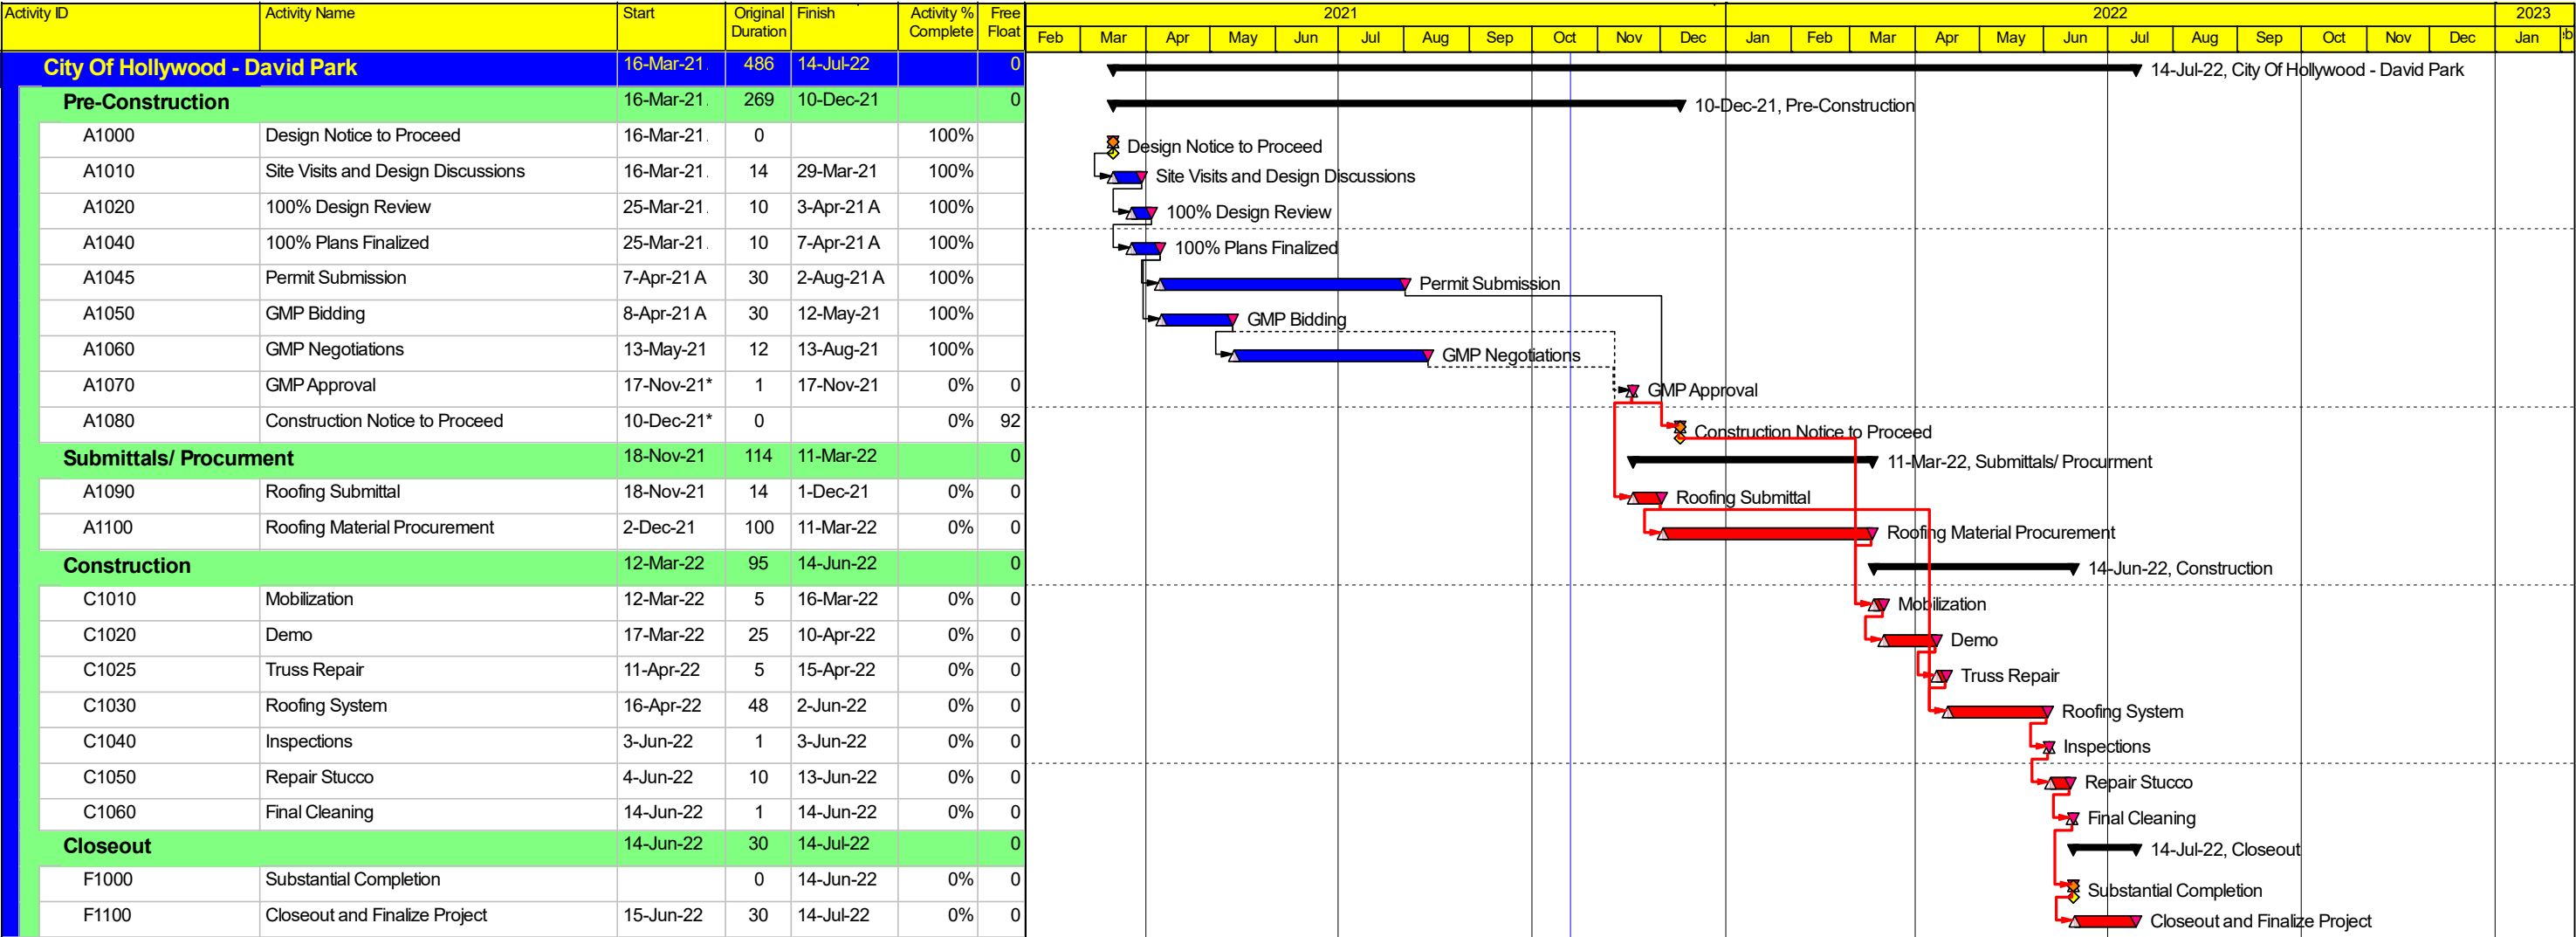 Activity ID Activity Name Start Original Duration Finish Activity % Complete Free Float 2021 2022 2023
Feb Mar Apr May Jun Jul Aug Sep Oct Nov Dec Jan Feb Mar Apr May Jun Jul Aug Sep Oct Nov Dec Jan
City Of Hollywood - David Park 16-Mar-21 486 14-Jul-22 0 14-Jul-22, City Of Hollywood - David Park
Pre-Construction 16-Mar-21 269 10-Dec-21 0 10-Dec-21, Pre-Construction
A1000 Design Notice to Proceed 16-Mar-21 0 100% Design Notice to Proceed
A1010 Site Visits and Design Discussions 16-Mar-21 14 29-Mar-21 100% Site Visits and Design Discussions
A1020 100% Design Review 25-Mar-21 10 3-Apr-21 A 100% 100% Design Review
A1040 100% Plans Finalized 25-Mar-21 10 7-Apr-21 A 100% 100% Plans Finalized
A1045 Permit Submission 7-Apr-21 A 30 2-Aug-21 A 100% Permit Submission
A1050 GMP Bidding 8-Apr-21 A 30 12-May-21 100% GMP Bidding
A1060 GMP Negotiations 13-May-21 12 13-Aug-21 100% GMP Negotiations
A1070 GMP Approval 17-Nov-21* 1 17-Nov-21 0% 0 GMP Approval
A1080 Construction Notice to Proceed 10-Dec-21* 0 0% 92 Construction Notice to Proceed
Submittals/ Procurment 18-Nov-21 114 11-Mar-22 0 11-Mar-22, Submittals/ Procurment
A1090 Roofing Submittal 18-Nov-21 14 1-Dec-21 0% 0 Roofing Submittal
A1100 Roofing Material Procurement 2-Dec-21 100 11-Mar-22 0% 0 Roofing Material Procurement
Construction 12-Mar-22 95 14-Jun-22 0 14-Jun-22, Construction
C1010 Mobilization 12-Mar-22 5 16-Mar-22 0% 0 Mobilization
C1020 Demo 17-Mar-22 25 10-Apr-22 0% 0 Demo
C1025 Truss Repair 11-Apr-22 5 15-Apr-22 0% 0 Truss Repair
C1030 Roofing System 16-Apr-22 48 2-Jun-22 0% 0 Roofing System
C1040 Inspections 3-Jun-22 1 3-Jun-22 0% 0 Inspections
C1050 Repair Stucco 4-Jun-22 10 13-Jun-22 0% 0 Repair Stucco
C1060 Final Cleaning 14-Jun-22 1 14-Jun-22 0% 0 Final Cleaning
Closeout 14-Jun-22 30 14-Jul-22 0 14-Jul-22, Closeout
F1000 Substantial Completion 0 14-Jun-22 0% 0 Substantial Completion
F1100 Closeout and Finalize Project 15-Jun-22 30 14-Jul-22 0% 0 Closeout and Finalize Project